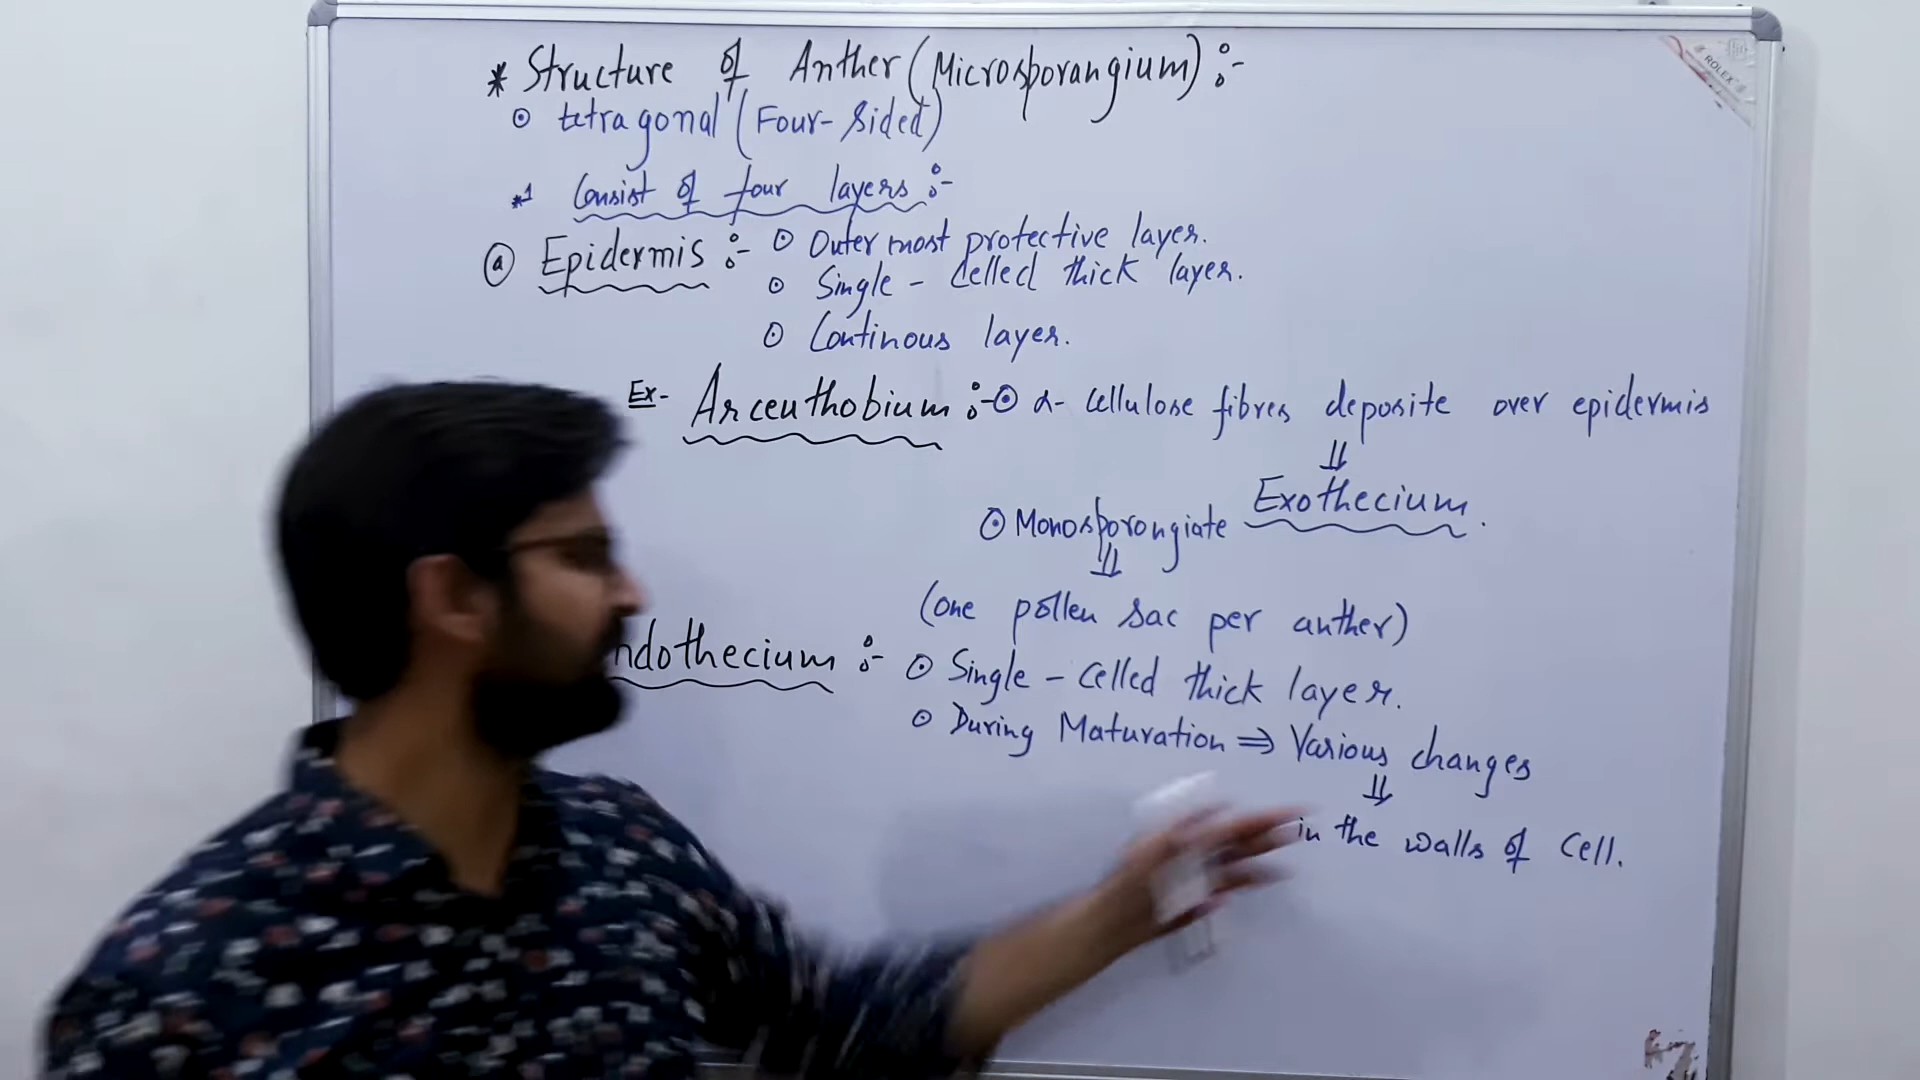 * Structure of Anther (Microsporangium) :-
⊙ tetragonal (Four-Sided)
*1 Consist of four layers :-
ⓐ Epidermis :- ⊙ Outer most protective layer.
⊙ Single - Celled thick layer.
⊙ Continous layer.
Ex- Arceuthobium :- ⊙ α- Cellulose fibres deposite over epidermis
⇓
Exothecium.
⊙ Monosporongiate
⇓
(one pollen sac per anther)
ndothecium :- ⊙ Single - Celled thick layer.
⊙ During Maturation ⇒ Various changes
⇓
in the walls of Cell.
ROLEX